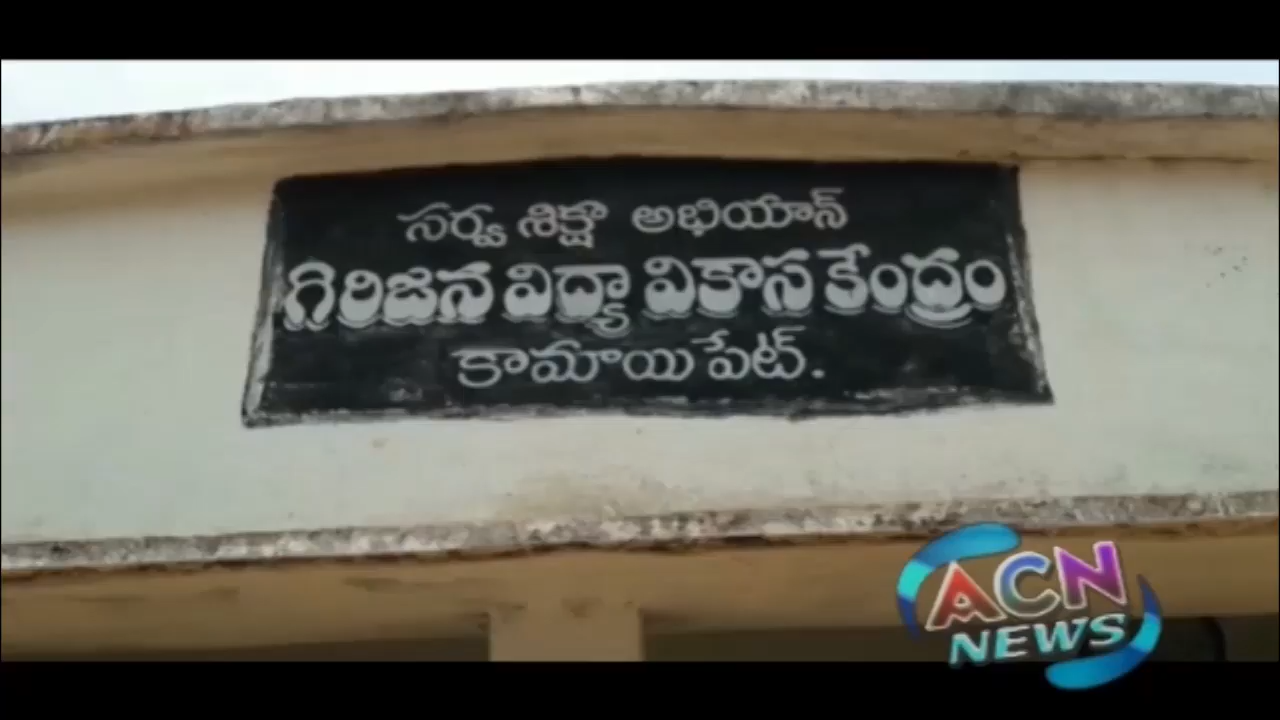 సర్వ శిక్షా అభియాన్
గిరిజన విద్యా వికాస కేంద్రం
కామాయి పేట్.
ACN
NEWS